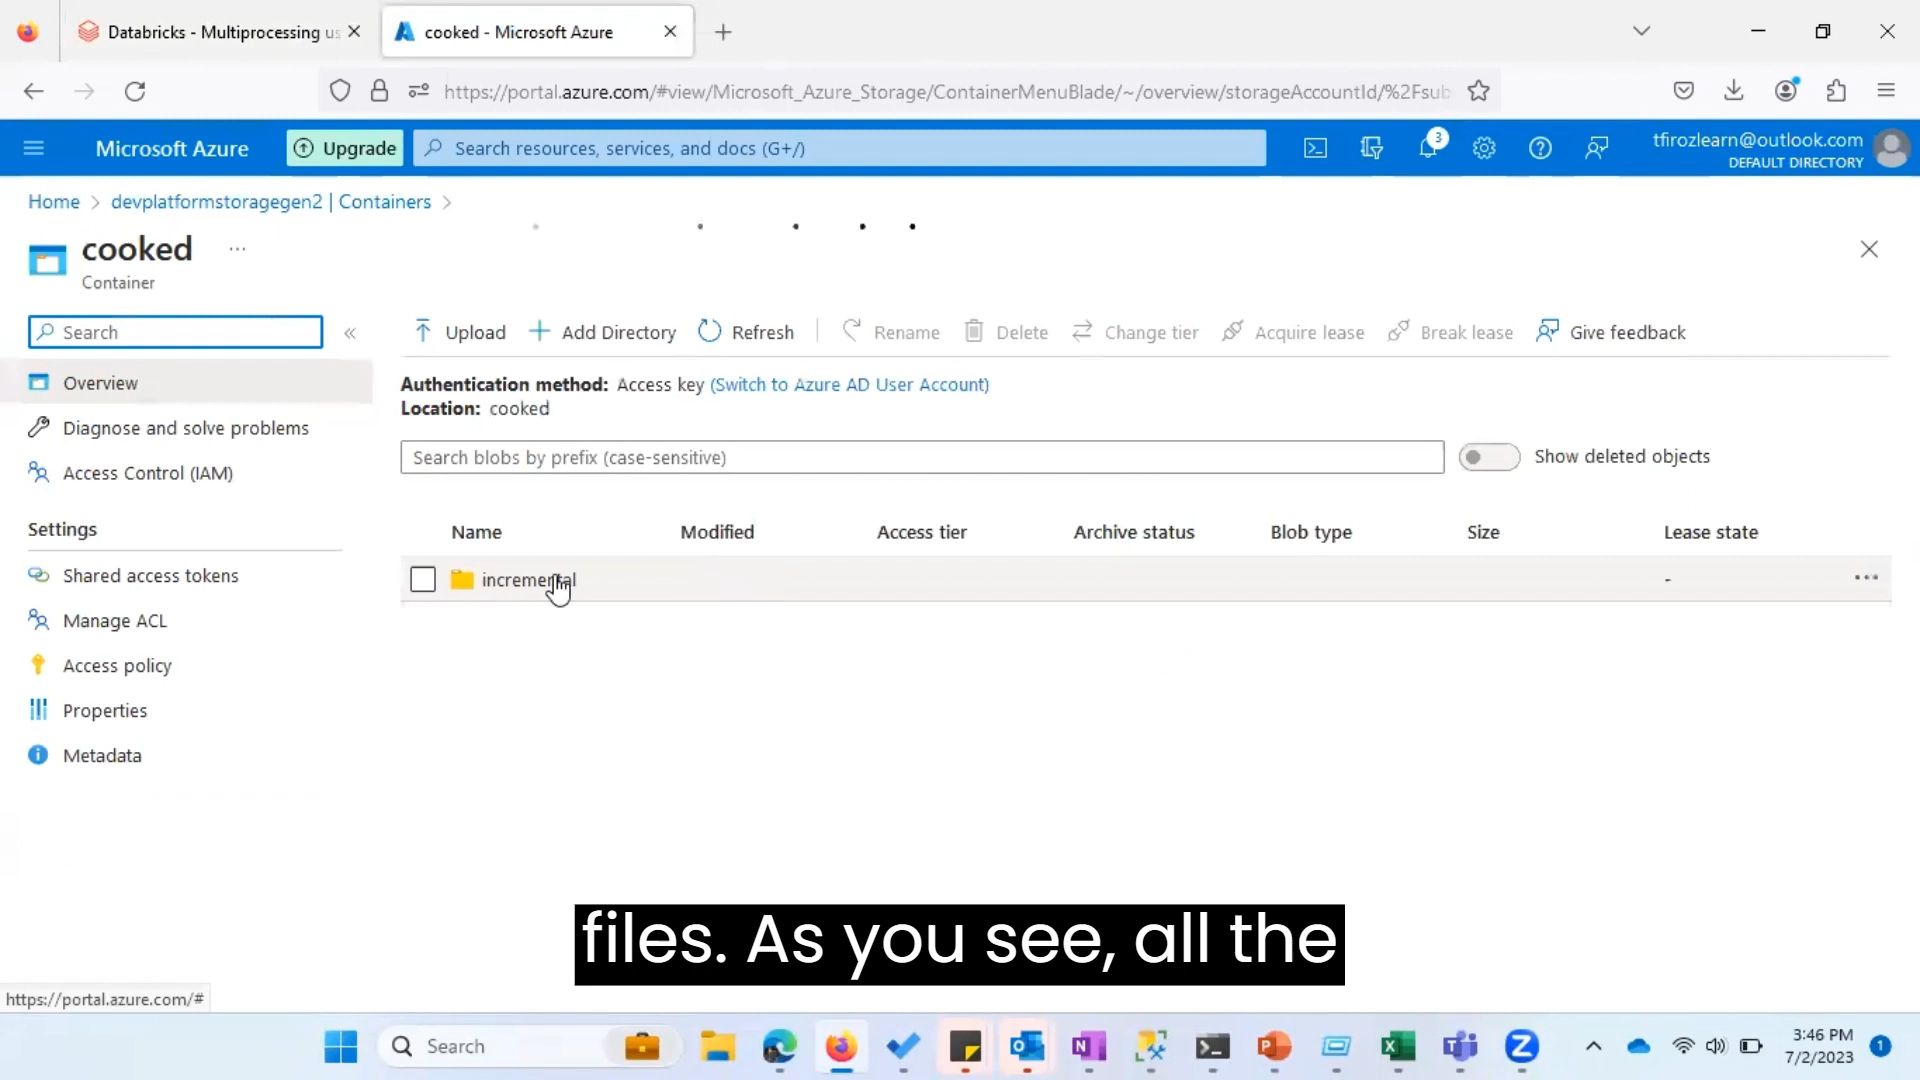 Databricks - Multiprocessing us
cooked - Microsoft Azure
https://portal.azure.com/#view/Microsoft_Azure_Storage/ContainerMenuBlade/~/overview/storageAccountId/%2Fsub
Microsoft Azure
Upgrade
Search resources, services, and docs (G+/)
3
tfirozlearn@outlook.com
DEFAULT DIRECTORY
Home > devplatformstoragegen2 | Containers >
cooked ...
Container
Search
Upload Add Directory Refresh Rename Delete Change tier Acquire lease Break lease Give feedback
Overview
Diagnose and solve problems
Access Control (IAM)
Settings
Shared access tokens
Manage ACL
Access policy
Properties
Metadata
Authentication method: Access key (Switch to Azure AD User Account)
Location: cooked
Search blobs by prefix (case-sensitive)
Show deleted objects
Name Modified Access tier Archive status Blob type Size Lease state
incremental - ...
files. As you see, all the
https://portal.azure.com/#
Search
3:46 PM
7/2/2023
1